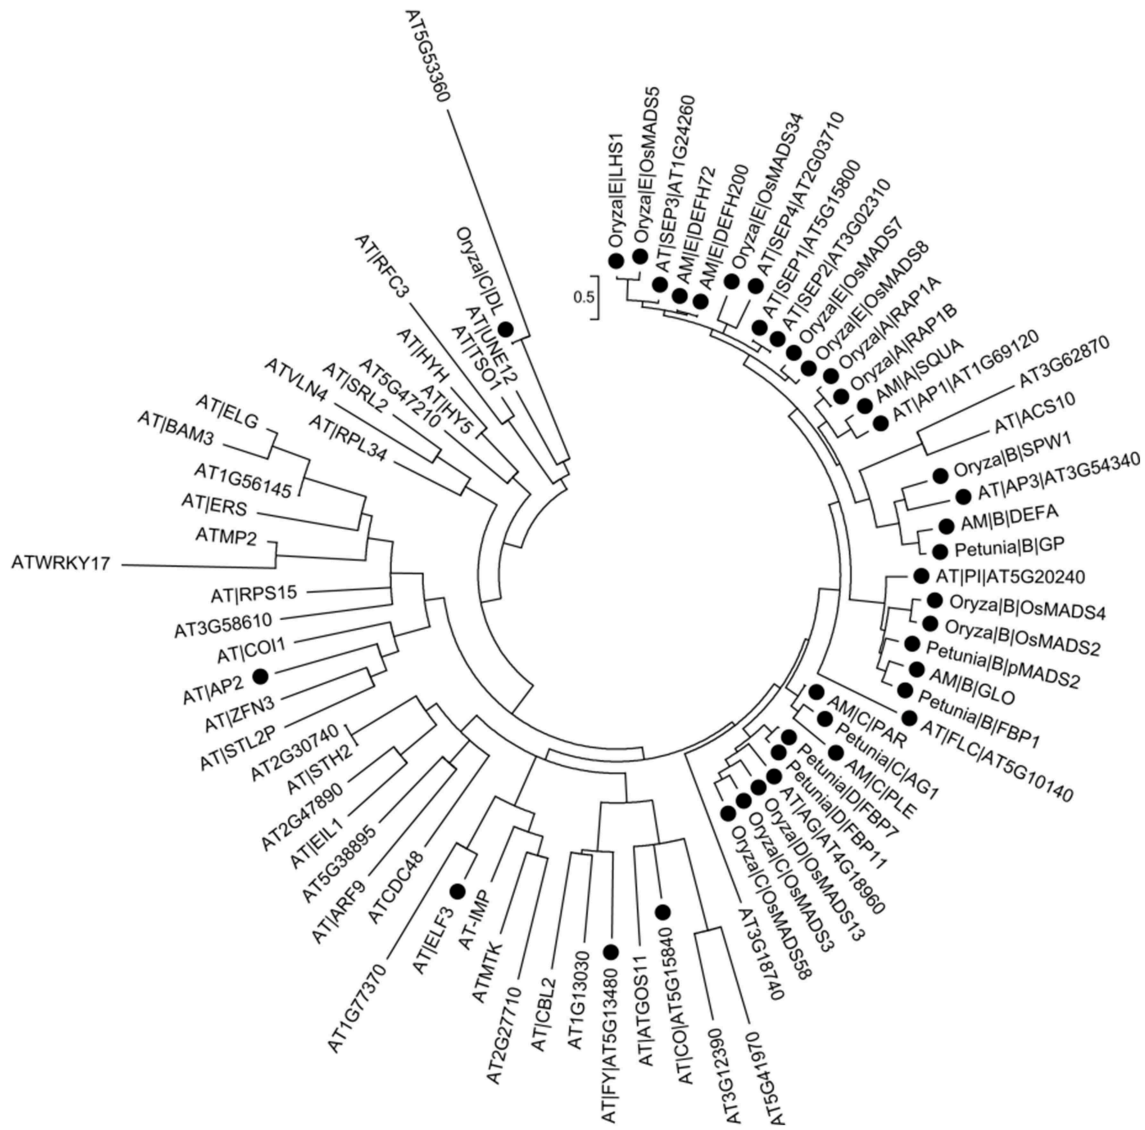 AT5G53360
Oryza|E|LHS1
Oryza|E|OsMADS5
AT|SEP3|AT1G24260
AM|E|DEFH72
AM|E|DEFH200
Oryza|E|OsMADS34
AT|SEP4|AT2G03710
AT|SEP1|AT5G15800
AT|SEP2|AT3G02310
Oryza|E|OsMADS7
Oryza|E|OsMADS8
Oryza|A|RAP1A
Oryza|A|RAP1B
AM|A|SQUA
AT|AP1|AT1G69120
AT3G62870
AT|ACS10
Oryza|B|SPW1
AT|AP3|AT3G54340
AM|B|DEFA
Petunia|B|GP
AT|PI|AT5G20240
Oryza|B|OsMADS4
Oryza|B|OsMADS2
Petunia|B|pMADS2
AM|B|GLO
Petunia|B|FBP1
AT|FLC|AT5G10140
AM|C|PAR
Petunia|C|AG1
AM|C|PLE
Petunia|D|FBP7
Petunia|D|FBP11
AT|AG|AT4G18960
Oryza|D|OsMADS13
Oryza|C|OsMADS3
Oryza|C|OsMADS58
AT3G18740
AT5G41970
AT3G12390
AT|CO|AT5G15840
AT|ATGOS11
AT|FY|AT5G13480
AT1G13030
AT|CBL2
AT2G27710
ATMTK
AT-IMP
AT|ELF3
AT1G77370
ATCDC48
AT|ARF9
AT5G38895
AT|EIL1
AT2G47890
AT|STH2
AT2G30740
AT|STL2P
AT|ZFN3
AT|AP2
AT|COI1
AT3G58610
AT|RPS15
ATWRKY17
ATMP2
AT|ERS
AT1G56145
AT|BAM3
AT|ELG
AT|RPL34
ATVLN4
AT|SRL2
AT5G47210
AT|HY5
AT|HYH
AT|RFC3
AT|TSO1
AT|UNE12
Oryza|C|DL
0.5